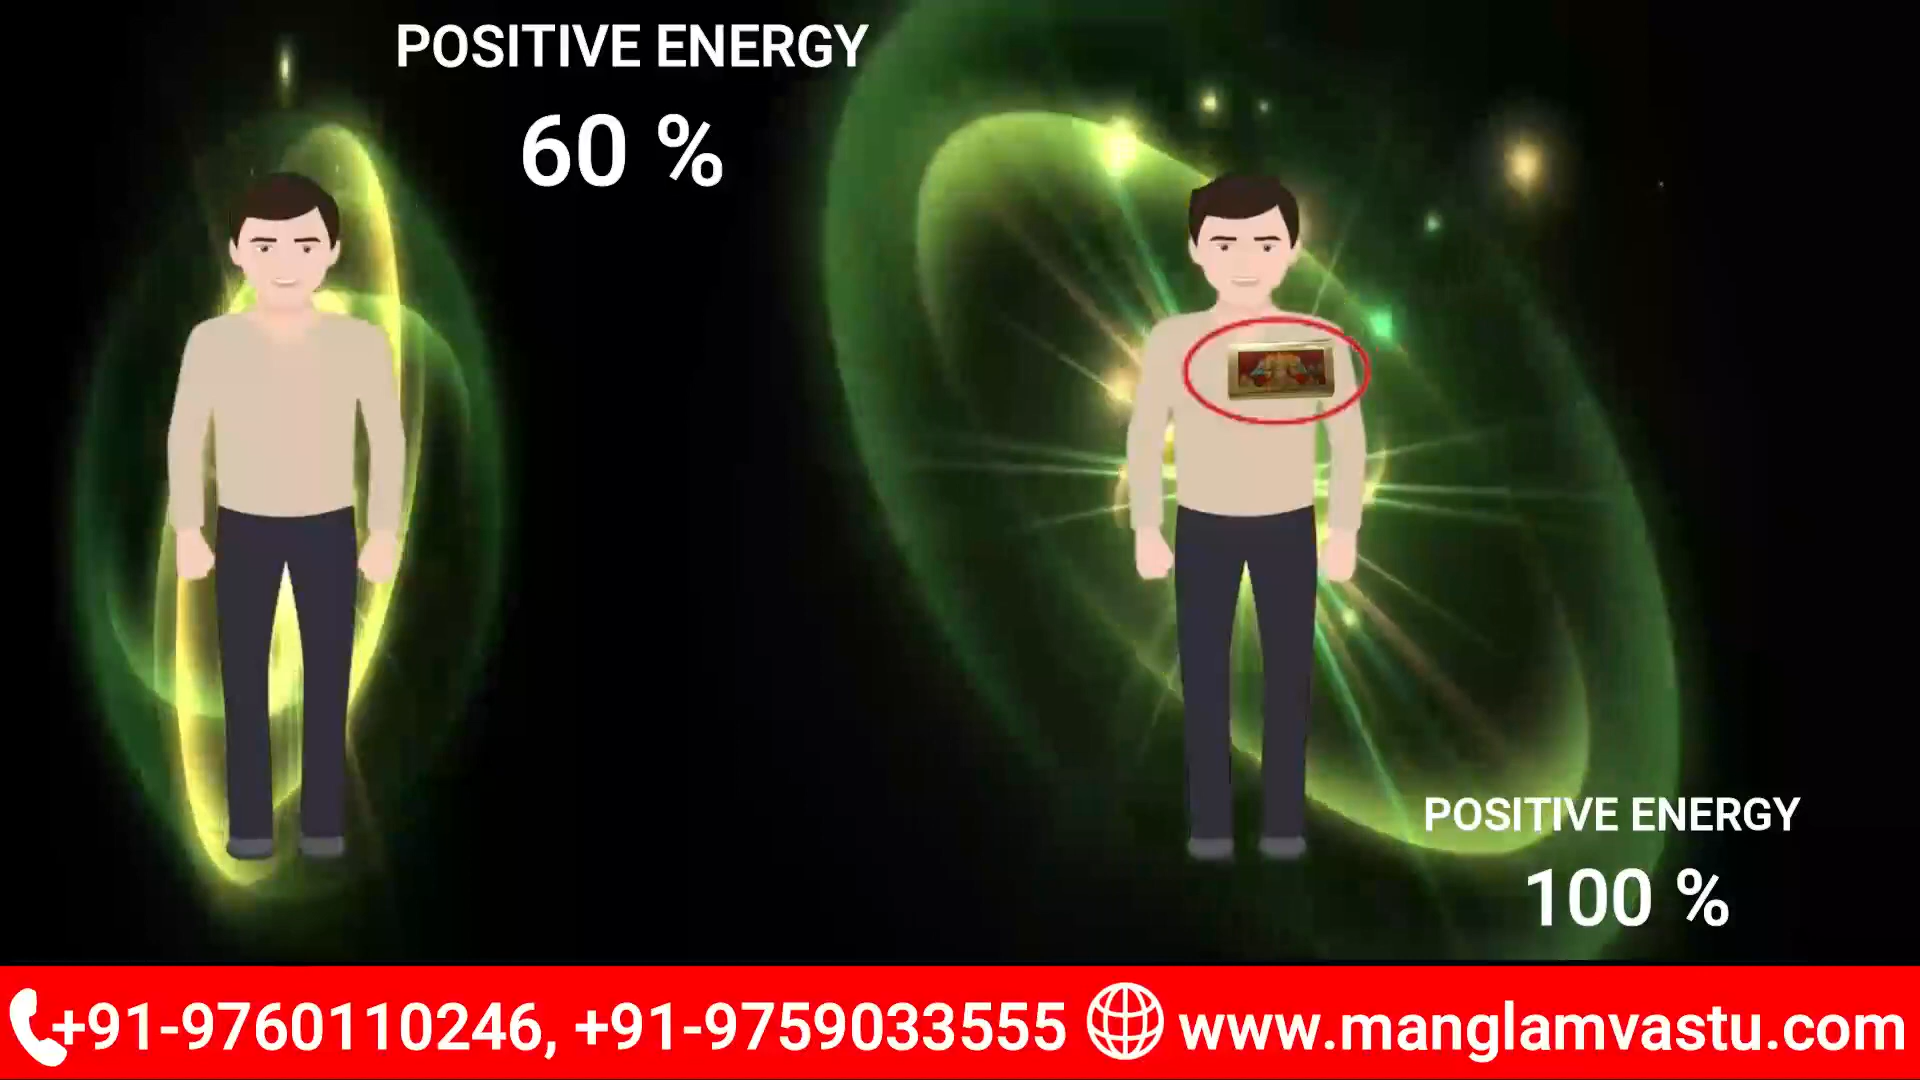 POSITIVE ENERGY
60 %
POSITIVE ENERGY
100 %
+91-9760110246, +91-9759033555 www.manglamvastu.com